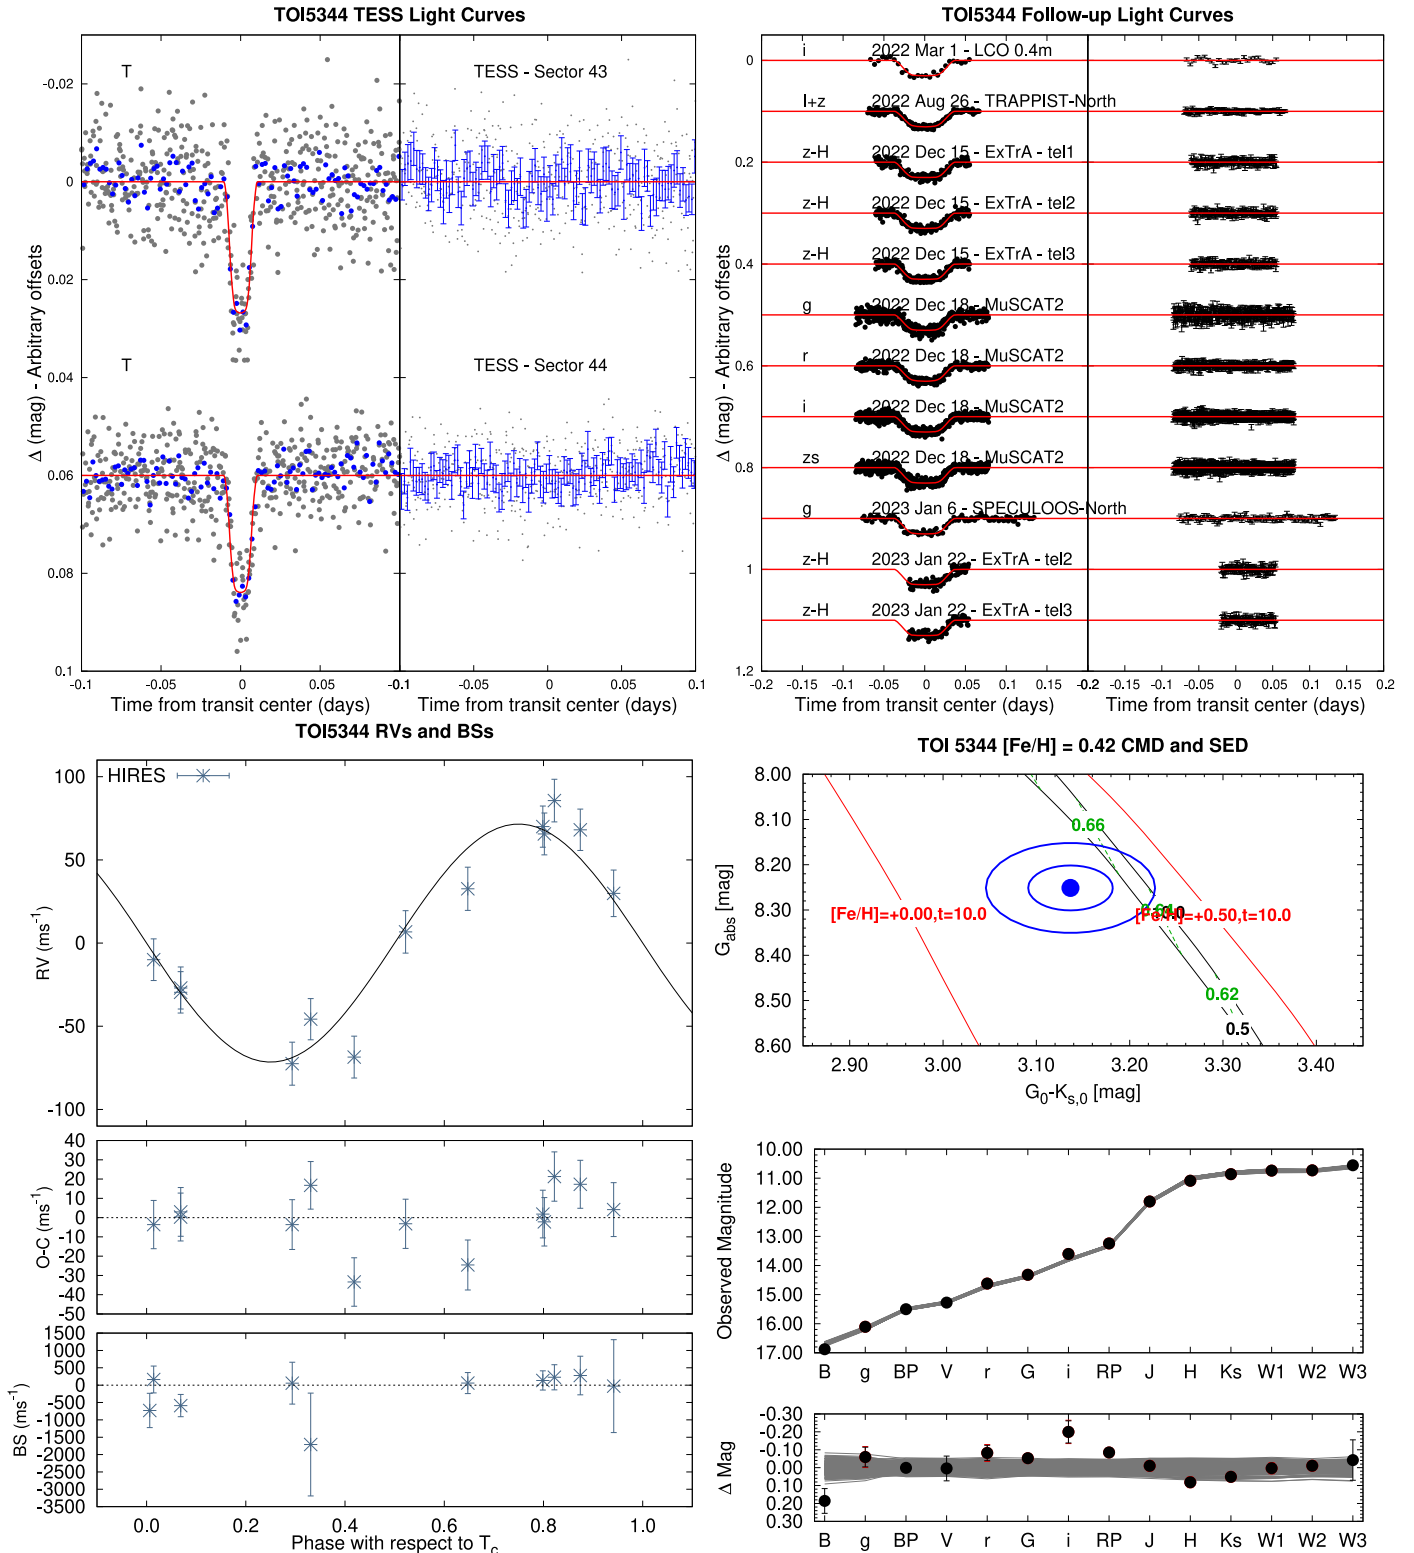 TOI5344 TESS Light Curves
T
TESS - Sector 43
T
TESS - Sector 44
Δ (mag) - Arbitrary offsets
-0.02
0
0.02
0.04
0.06
0.08
0.1
-0.1
-0.05
0
0.05
-0.1
-0.05
0
0.05
0.1
Time from transit center (days)
Time from transit center (days)
TOI5344 Follow-up Light Curves
Δ (mag) - Arbitrary offsets
0
0.2
0.4
0.6
0.8
1
1.2
i 2022 Mar 1 - LCO 0.4m
I+z 2022 Aug 26 - TRAPPIST-North
z-H 2022 Dec 15 - ExTrA - tel1
z-H 2022 Dec 15 - ExTrA - tel2
z-H 2022 Dec 15 - ExTrA - tel3
g 2022 Dec 18 - MuSCAT2
r 2022 Dec 18 - MuSCAT2
i 2022 Dec 18 - MuSCAT2
zs 2022 Dec 18 - MuSCAT2
g 2023 Jan 6 - SPECULOOS-North
z-H 2023 Jan 22 - ExTrA - tel2
z-H 2023 Jan 22 - ExTrA - tel3
-0.2
-0.15
-0.1
-0.05
0
0.05
0.1
0.15
-0.2
-0.15
-0.1
-0.05
0
0.05
0.1
0.15
0.2
Time from transit center (days)
Time from transit center (days)
TOI5344 RVs and BSs
HIRES
RV (ms⁻¹)
100
50
0
-50
-100
O-C (ms⁻¹)
40
30
20
10
0
-10
-20
-30
-40
-50
BS (ms⁻¹)
1500
1000
500
0
-500
-1000
-1500
-2000
-2500
-3000
-3500
0.0
0.2
0.4
0.6
0.8
1.0
Phase with respect to T_c
TOI 5344 [Fe/H] = 0.42 CMD and SED
G_abs [mag]
8.00
8.10
8.20
8.30
8.40
8.50
8.60
0.66
[Fe/H]=+0.00,t=10.0
[Fe/H]=+0.50,t=10.0
0.62
0.5
2.90
3.00
3.10
3.20
3.30
3.40
G₀-K_s,0 [mag]
Observed Magnitude
10.00
11.00
12.00
13.00
14.00
15.00
16.00
17.00
B g BP V r G i RP J H Ks W1 W2 W3
Δ Mag
-0.30
-0.20
-0.10
0.00
0.10
0.20
0.30
B g BP V r G i RP J H Ks W1 W2 W3